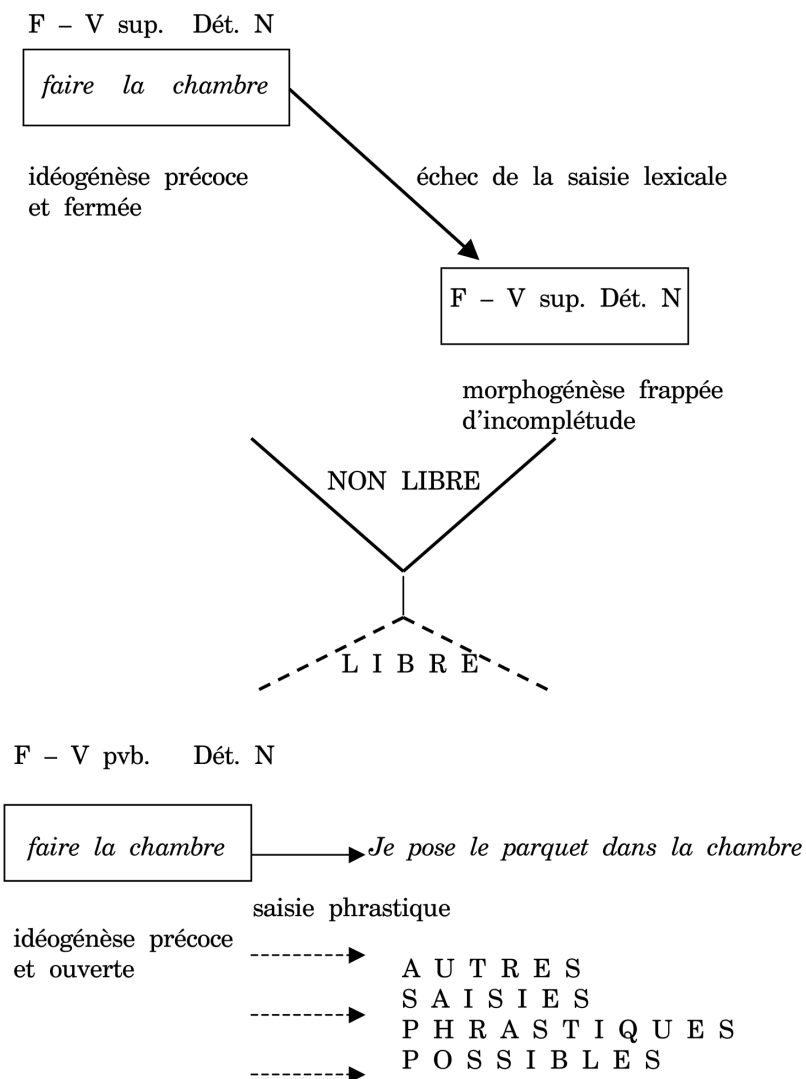 F – V sup. Dét. N
faire la chambre
idéogénèse précoce
et fermée
échec de la saisie lexicale
F – V sup. Dét. N
morphogénèse frappée
d’incomplétude
NON LIBRE
L I B R E
F – V pvb. Dét. N
faire la chambre
Je pose le parquet dans la chambre
saisie phrastique
idéogénèse précoce
et ouverte
A U T R E S
S A I S I E S
P H R A S T I Q U E S
P O S S I B L E S